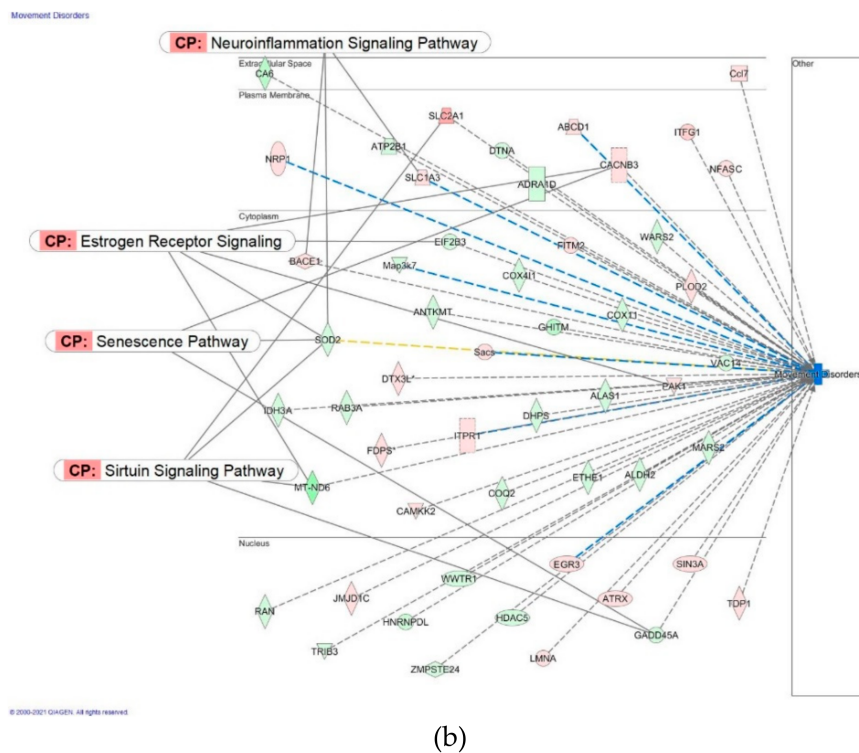 Movement Disorders
CP: Neuroinflammation Signaling Pathway
Extracellular Space
Other
CA6
Ccl7
Plasma Membrane
SLC2A1
ABCD1
ITFG1
NRP1
ATP2B1
DTNA
CACNB3
NFASC
SLC1A3
ADRA1D
Cytoplasm
CP: Estrogen Receptor Signaling
EIF2B3
FITM2
WARS2
BACE1
Map3k7
COX4I1
PLOD2
ANTKMT
GHITM
COX11
CP: Senescence Pathway
SOD2
Sacs
VAC14
Movement Disorders
DTX3L*
PAK1
IDH3A
RAB3A
ALAS1
DHPS
ITPR1
FDPS*
MARS2
CP: Sirtuin Signaling Pathway
MT-ND6
ETHE1
ALDH2
COQ2
CAMKK2
Nucleus
EGR3
SIN3A
WWTR1
JMJD1C
ATRX
TDP1
RAN
HNRNPDL
HDAC5
GADD45A
TRIB3
ZMPSTE24
LMNA
© 2000-2021 QIAGEN. All rights reserved.
(b)